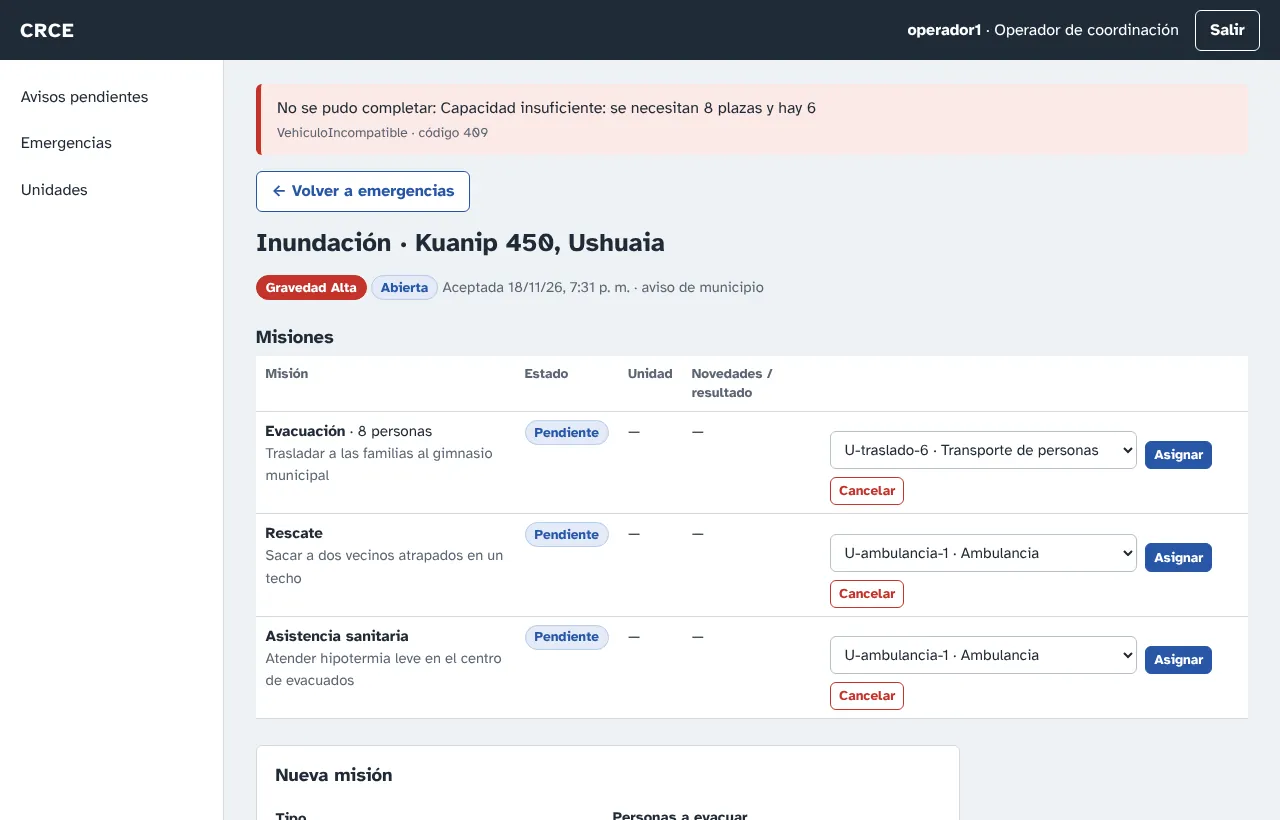 CRCE
operador1 · Operador de coordinación
Salir
Avisos pendientes
Emergencias
Unidades
No se pudo completar: Capacidad insuficiente: se necesitan 8 plazas y hay 6
VehiculoIncompatible · código 409
← Volver a emergencias
Inundación · Kuanip 450, Ushuaia
Gravedad Alta
Abierta
Aceptada 18/11/26, 7:31 p. m. · aviso de municipio
Misiones
Misión
Estado
Unidad
Novedades /
resultado
Evacuación · 8 personas
Trasladar a las familias al gimnasio
municipal
Pendiente
—
—
U-traslado-6 · Transporte de personas
Asignar
Cancelar
Rescate
Sacar a dos vecinos atrapados en un
techo
Pendiente
—
—
U-ambulancia-1 · Ambulancia
Asignar
Cancelar
Asistencia sanitaria
Atender hipotermia leve en el centro
de evacuados
Pendiente
—
—
U-ambulancia-1 · Ambulancia
Asignar
Cancelar
Nueva misión
Tipo
Personas a evacuar